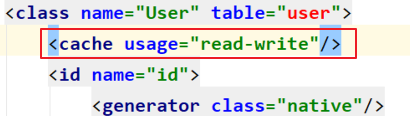 <class name="User" table="user">
<cache usage="read-write"/>
<id name="id">
<generator class="native"/>